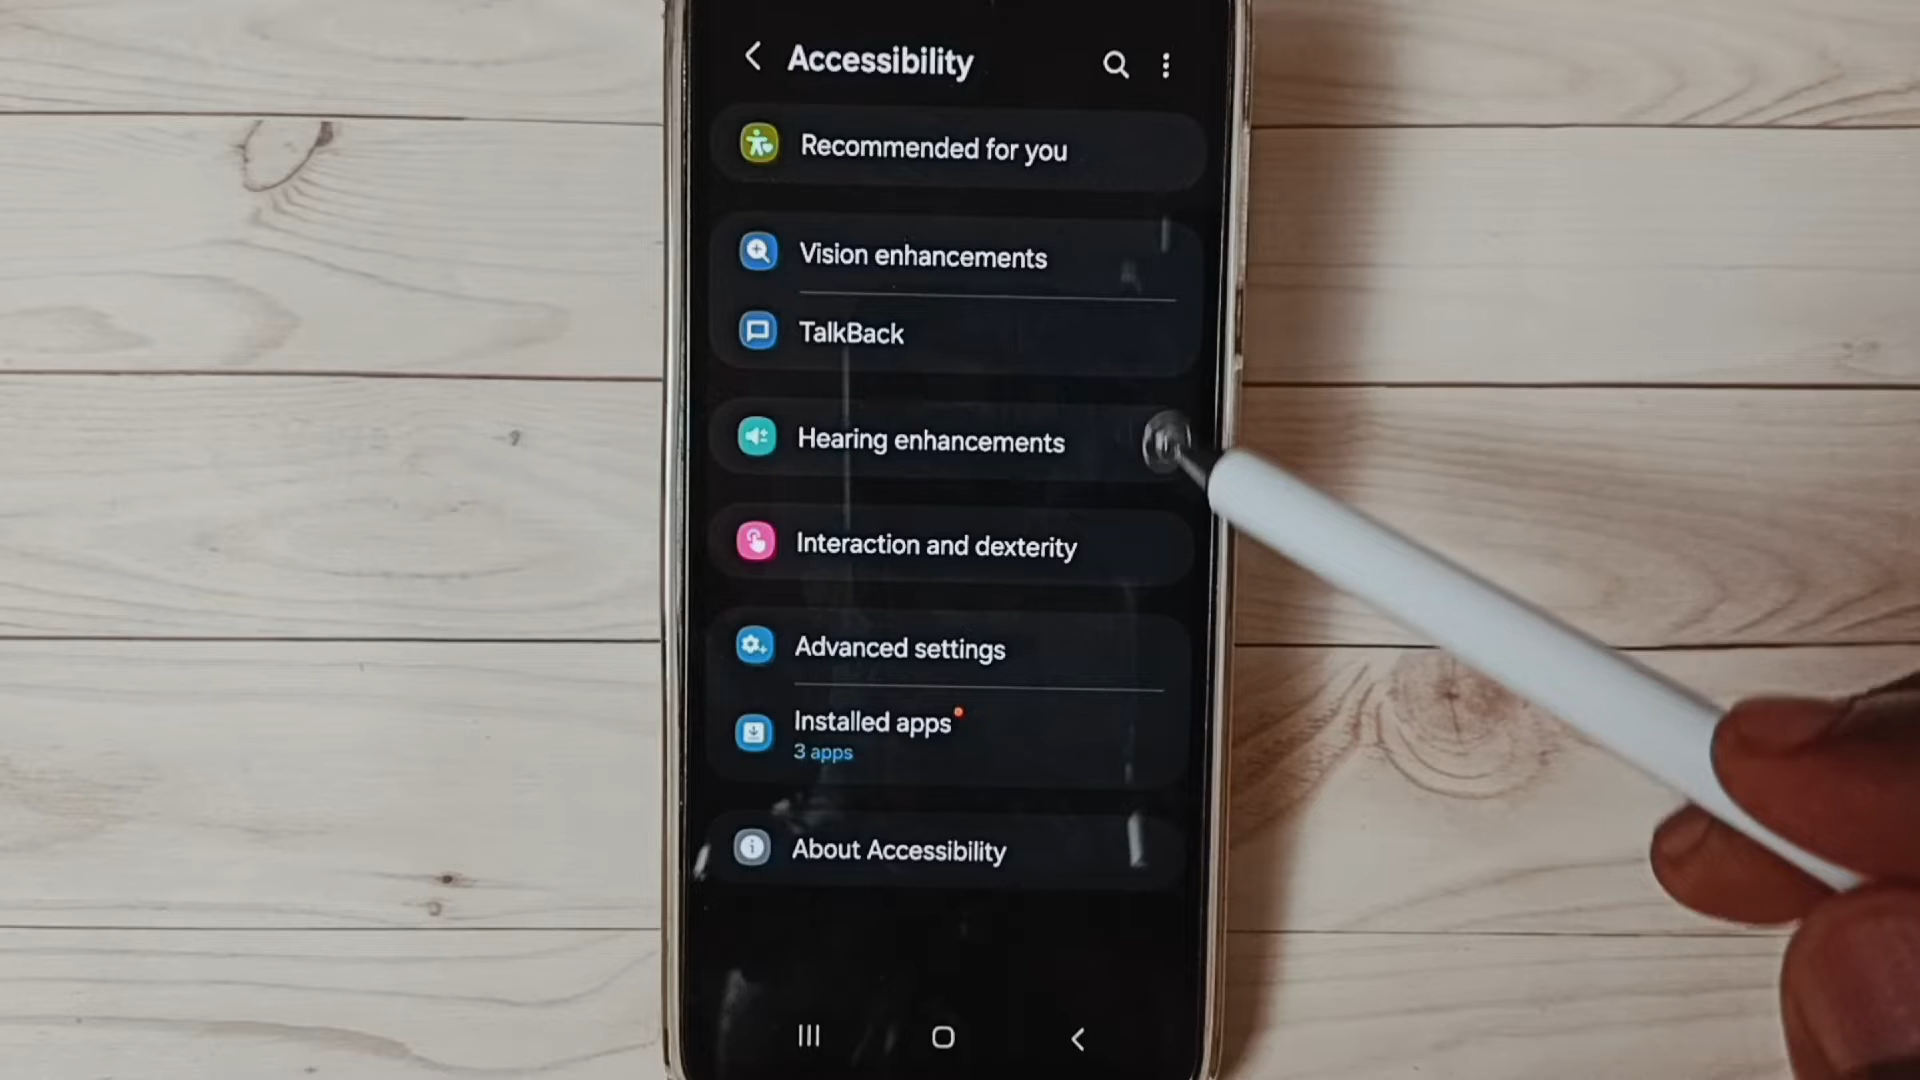 Accessibility
Recommended for you
Vision enhancements
TalkBack
Hearing enhancements
Interaction and dexterity
Advanced settings
Installed apps
3 apps
About Accessibility